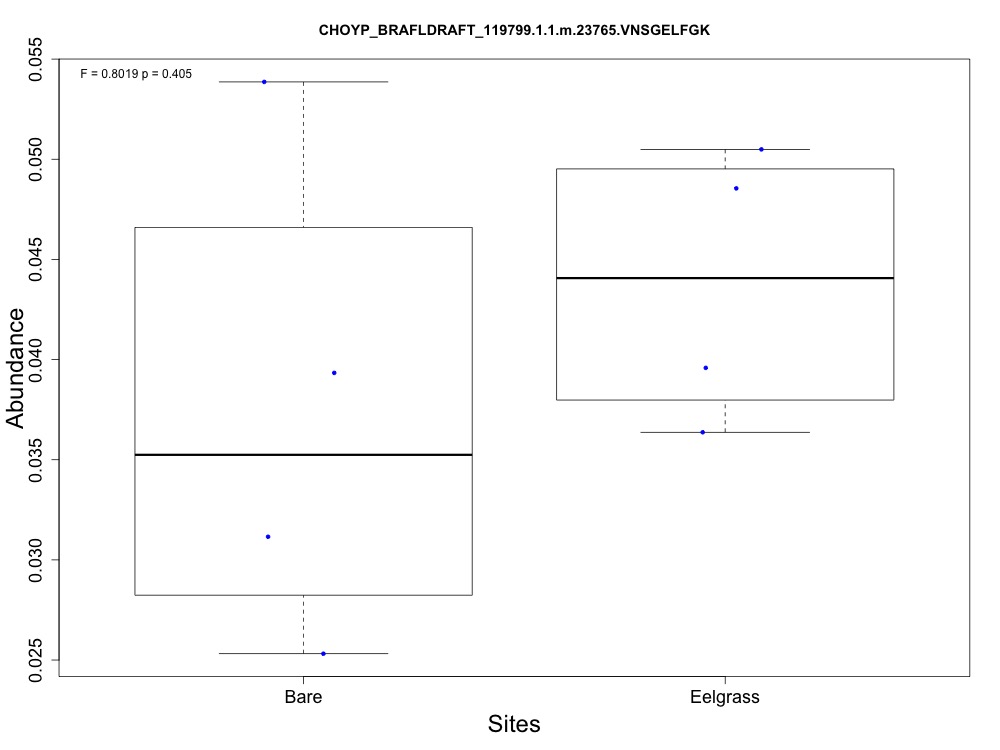 CHOYP_BRAFLDRAFT_119799.1.1.m.23765.VNSGELFGK
F = 0.8019 p = 0.405
0.055
0.050
0.045
0.040
0.035
0.030
0.025
Abundance
Bare
Eelgrass
Sites